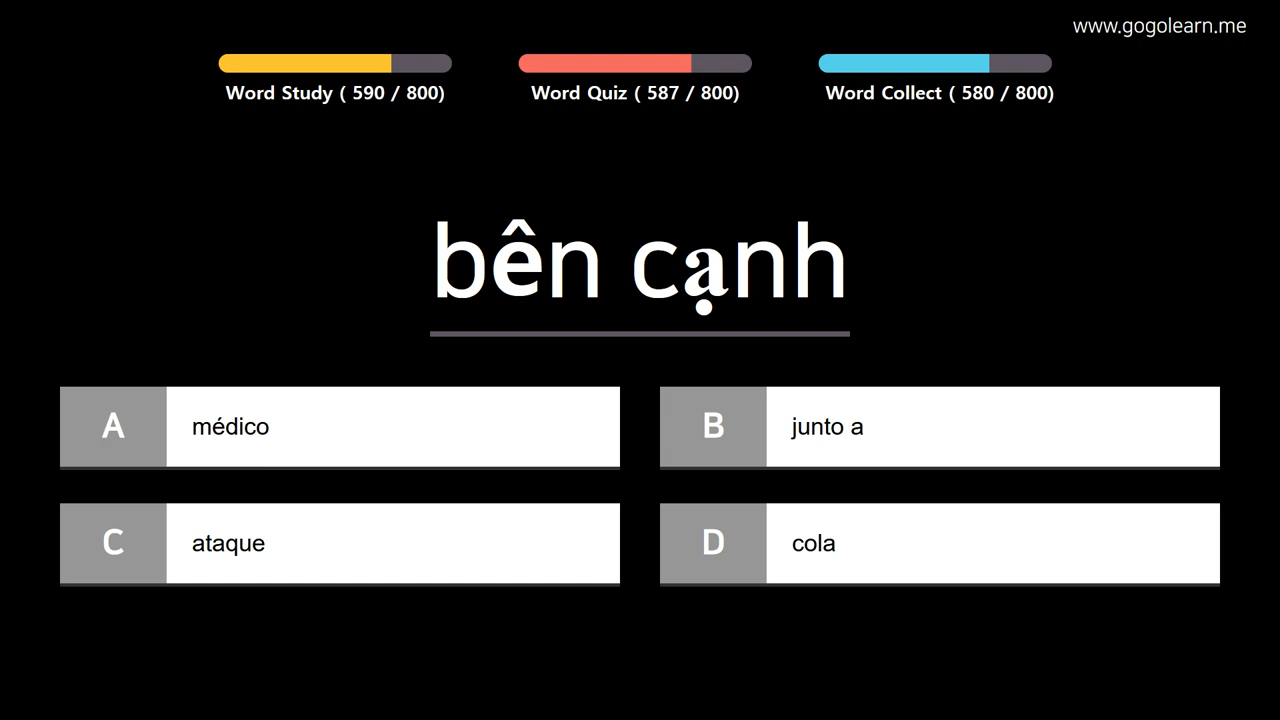 www.gogolearn.me
Word Study ( 590 / 800)
Word Quiz ( 587 / 800)
Word Collect ( 580 / 800)
bên cạnh
A médico
B junto a
C ataque
D cola